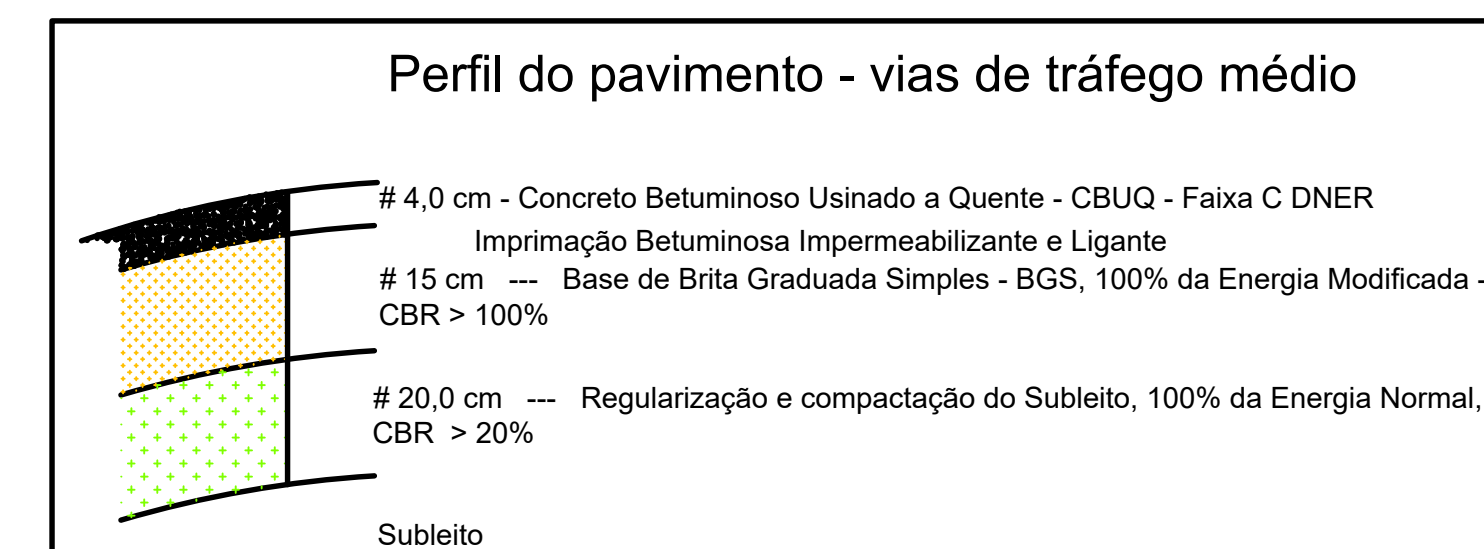 Perfil do pavimento - vias de tráfego médio
# 4,0 cm - Concreto Betuminoso Usinado a Quente - CBUQ - Faixa C DNER
Imprimação Betuminosa Impermeabilizante e Ligante
# 15 cm --- Base de Brita Graduada Simples - BGS, 100% da Energia Modificada -
CBR > 100%
# 20,0 cm --- Regularização e compactação do Subleito, 100% da Energia Normal,
CBR > 20%
Subleito